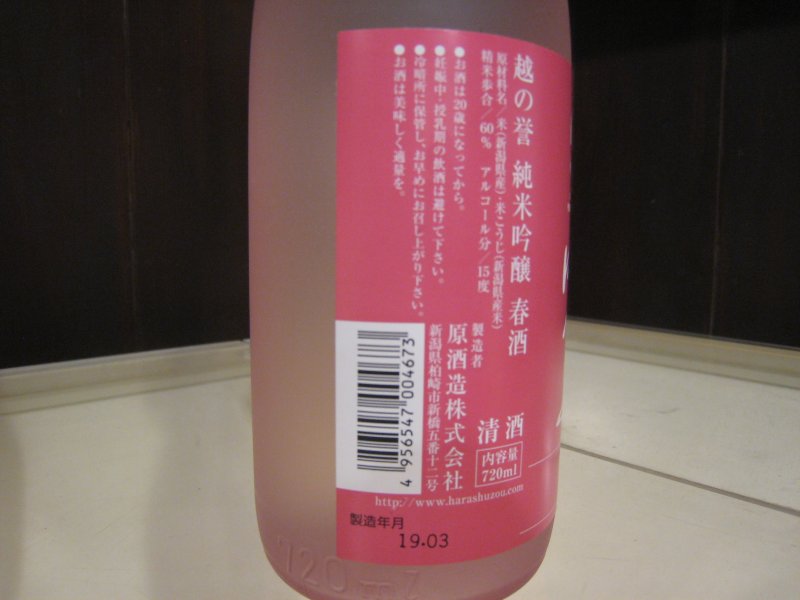 越の誉 純米吟醸 春酒
原材料名/米(新潟県産)・米こうじ(新潟県産米)
精米歩合/60% アルコール分/15度
●お酒は20歳になってから。
●妊娠中・授乳期の飲酒は避けて下さい。
●冷暗所に保管し、お早めにお召し上がり下さい。
●お酒は美味しく適量を。
清酒
内容量
720ml
製造者
原酒造株式会社
新潟県柏崎市新橋五番十二号
4 956547 004673
http://www.harashuzou.com
製造年月
19.03
720ml